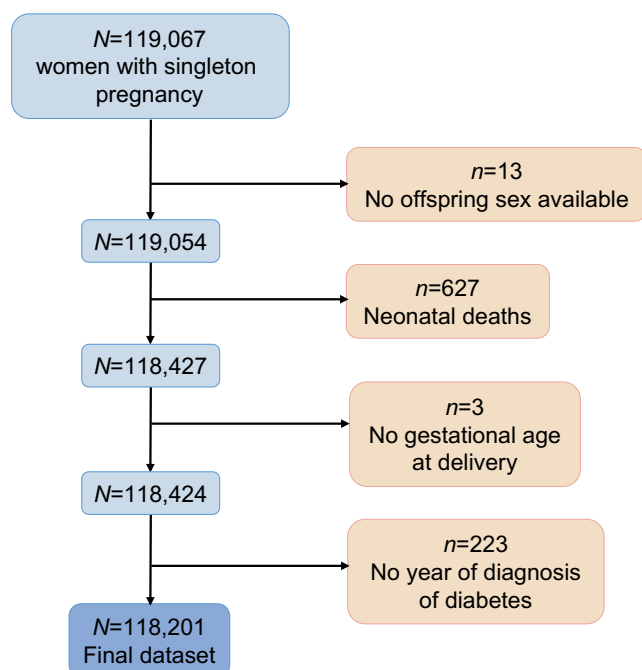 N=119,067
women with singleton
pregnancy
n=13
No offspring sex available
N=119,054
n=627
Neonatal deaths
N=118,427
n=3
No gestational age
at delivery
N=118,424
n=223
No year of diagnosis
of diabetes
N=118,201
Final dataset